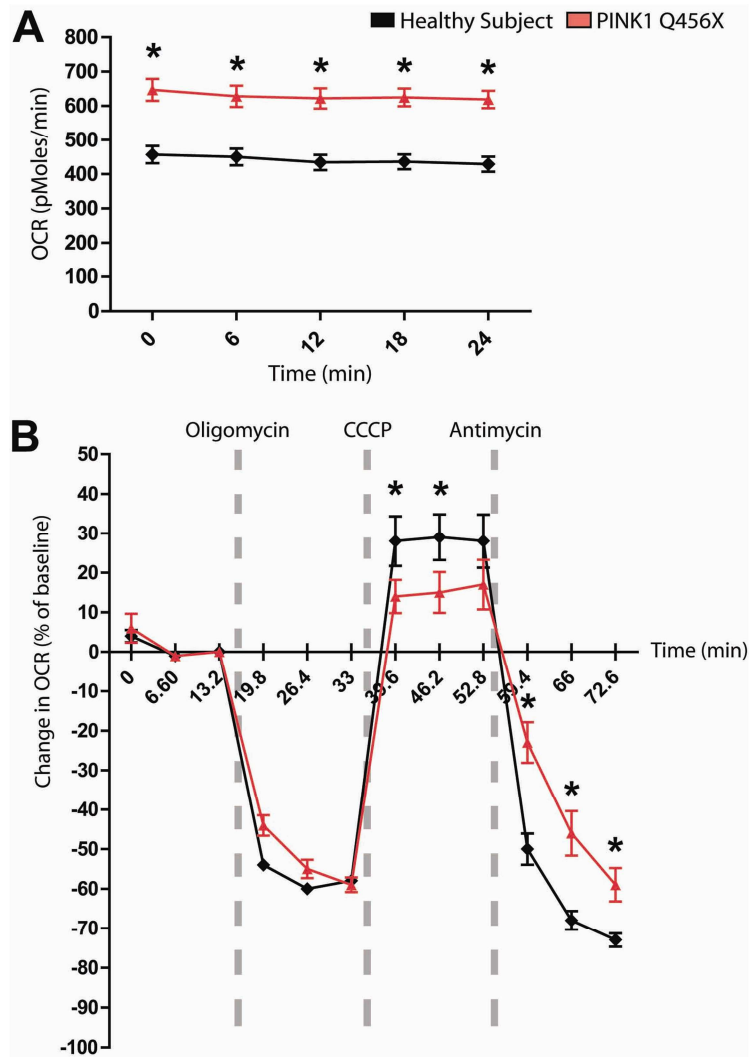 A
Healthy Subject PINK1 Q456X
800
700
600
500
400
300
200
100
0
OCR (pMoles/min)
* * * * *
0 6 12 18 24
Time (min)
B
Oligomycin CCCP Antimycin
50
40
30
20
10
0
-10
-20
-30
-40
-50
-60
-70
-80
-90
-100
Change in OCR (% of baseline)
* *
Time (min)
0 6.60 13.2 19.8 26.4 33 39.6 46.2 52.8 59.4 66 72.6
*
*
*